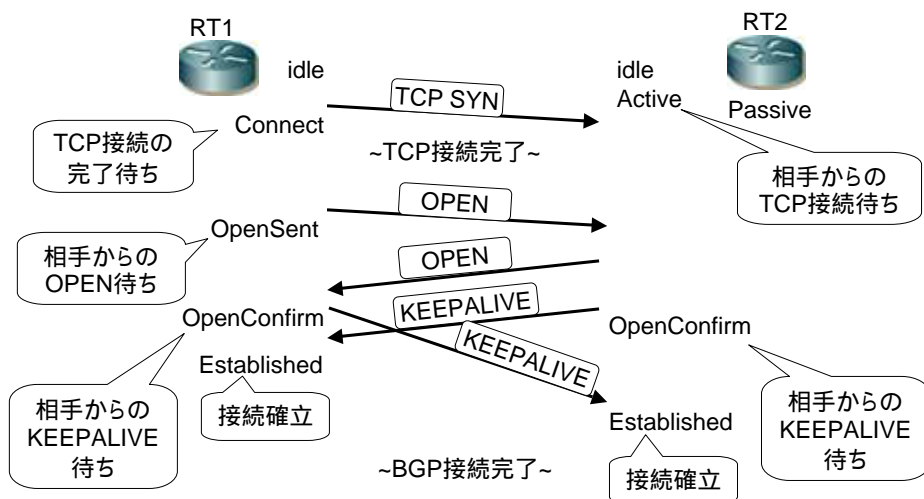 RT1
RT2
idle
idle
TCP SYN
Active
Passive
Connect
TCP接続の
完了待ち
~TCP接続完了~
相手からの
TCP接続待ち
OPEN
OpenSent
相手からの
OPEN待ち
OPEN
KEEPALIVE
OpenConfirm
OpenConfirm
KEEPALIVE
Established
相手からの
KEEPALIVE
待ち
接続確立
相手からの
KEEPALIVE
待ち
Established
~BGP接続完了~
接続確立